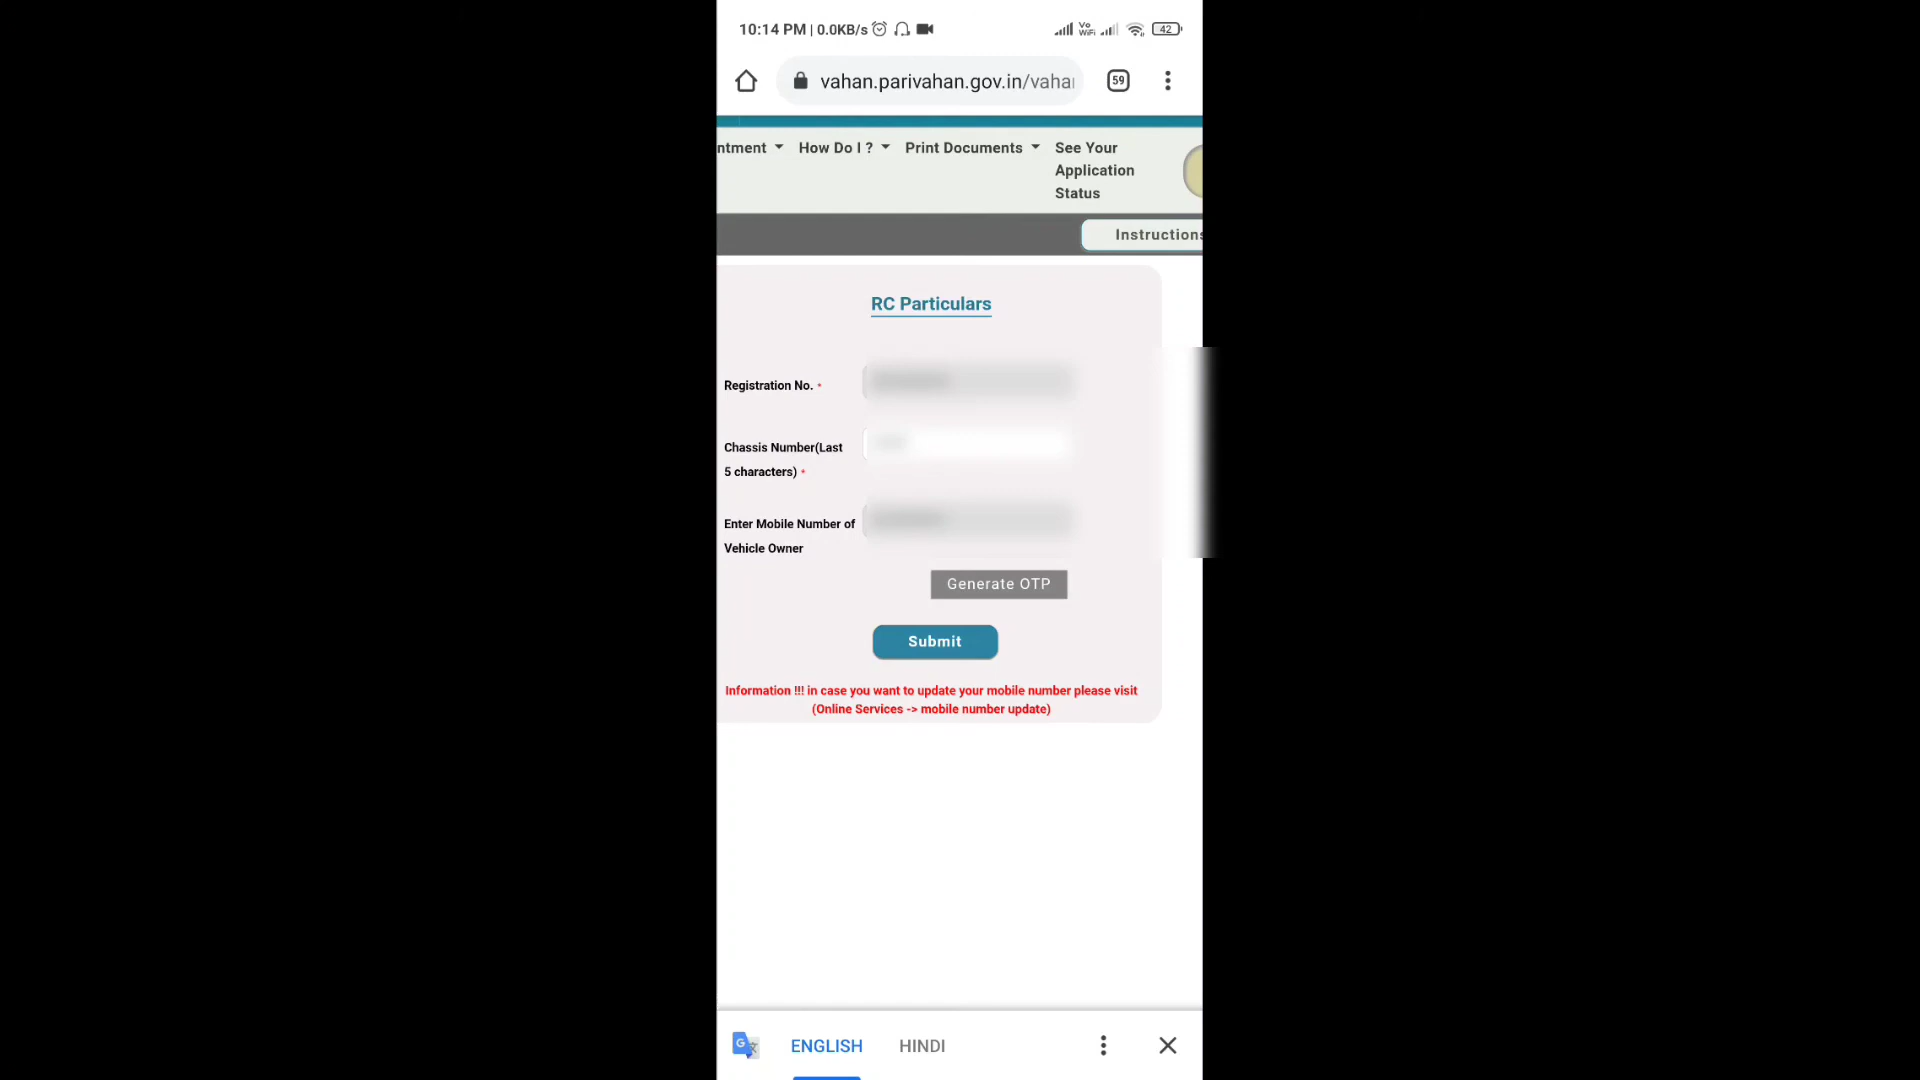 10:14 PM | 0.0KB/s Vo WiFi 42
vahan.parivahan.gov.in/vaha 59
ntment How Do I ? Print Documents See Your
Application
Status
Instructions
RC Particulars
Registration No. *
Chassis Number(Last
5 characters) *
Enter Mobile Number of
Vehicle Owner
Generate OTP
Submit
Information !!! in case you want to update your mobile number please visit
(Online Services -> mobile number update)
G ENGLISH HINDI